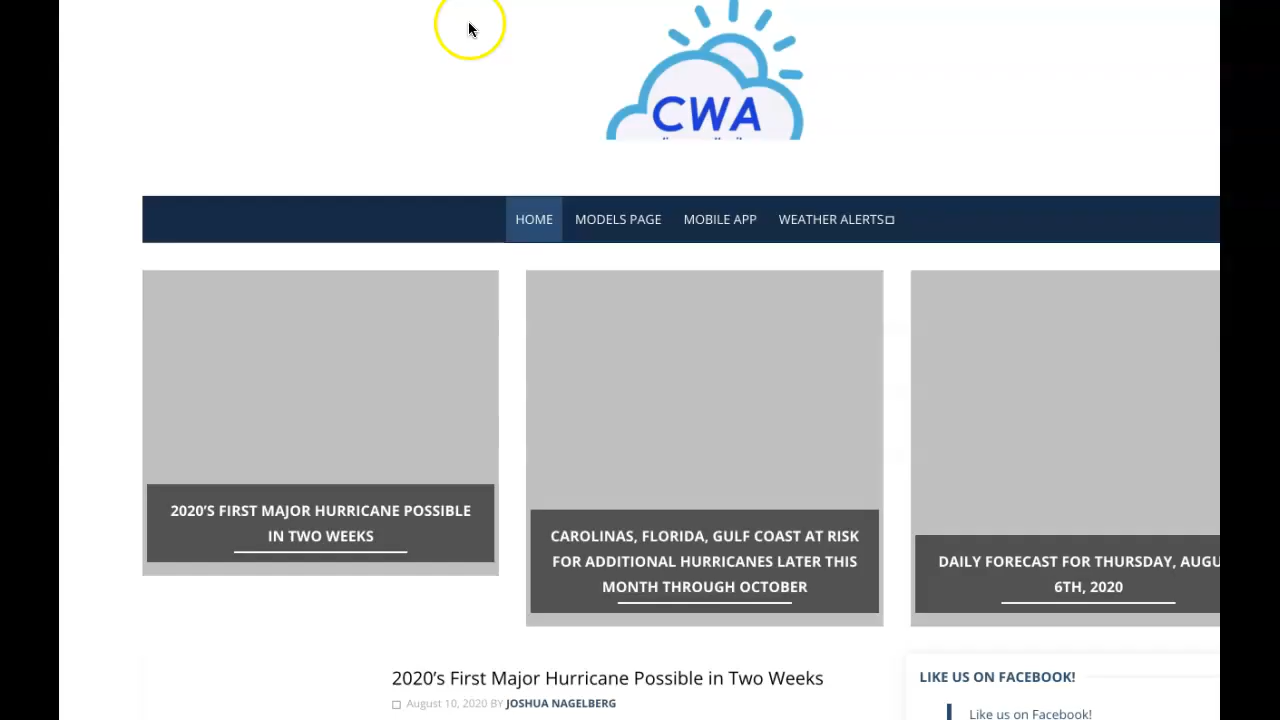 CWA
HOME MODELS PAGE MOBILE APP WEATHER ALERTS
2020'S FIRST MAJOR HURRICANE POSSIBLE
IN TWO WEEKS
CAROLINAS, FLORIDA, GULF COAST AT RISK
FOR ADDITIONAL HURRICANES LATER THIS
MONTH THROUGH OCTOBER
DAILY FORECAST FOR THURSDAY, AUGU
6TH, 2020
2020's First Major Hurricane Possible in Two Weeks
August 10, 2020 BY JOSHUA NAGELBERG
LIKE US ON FACEBOOK!
Like us on Facebook!